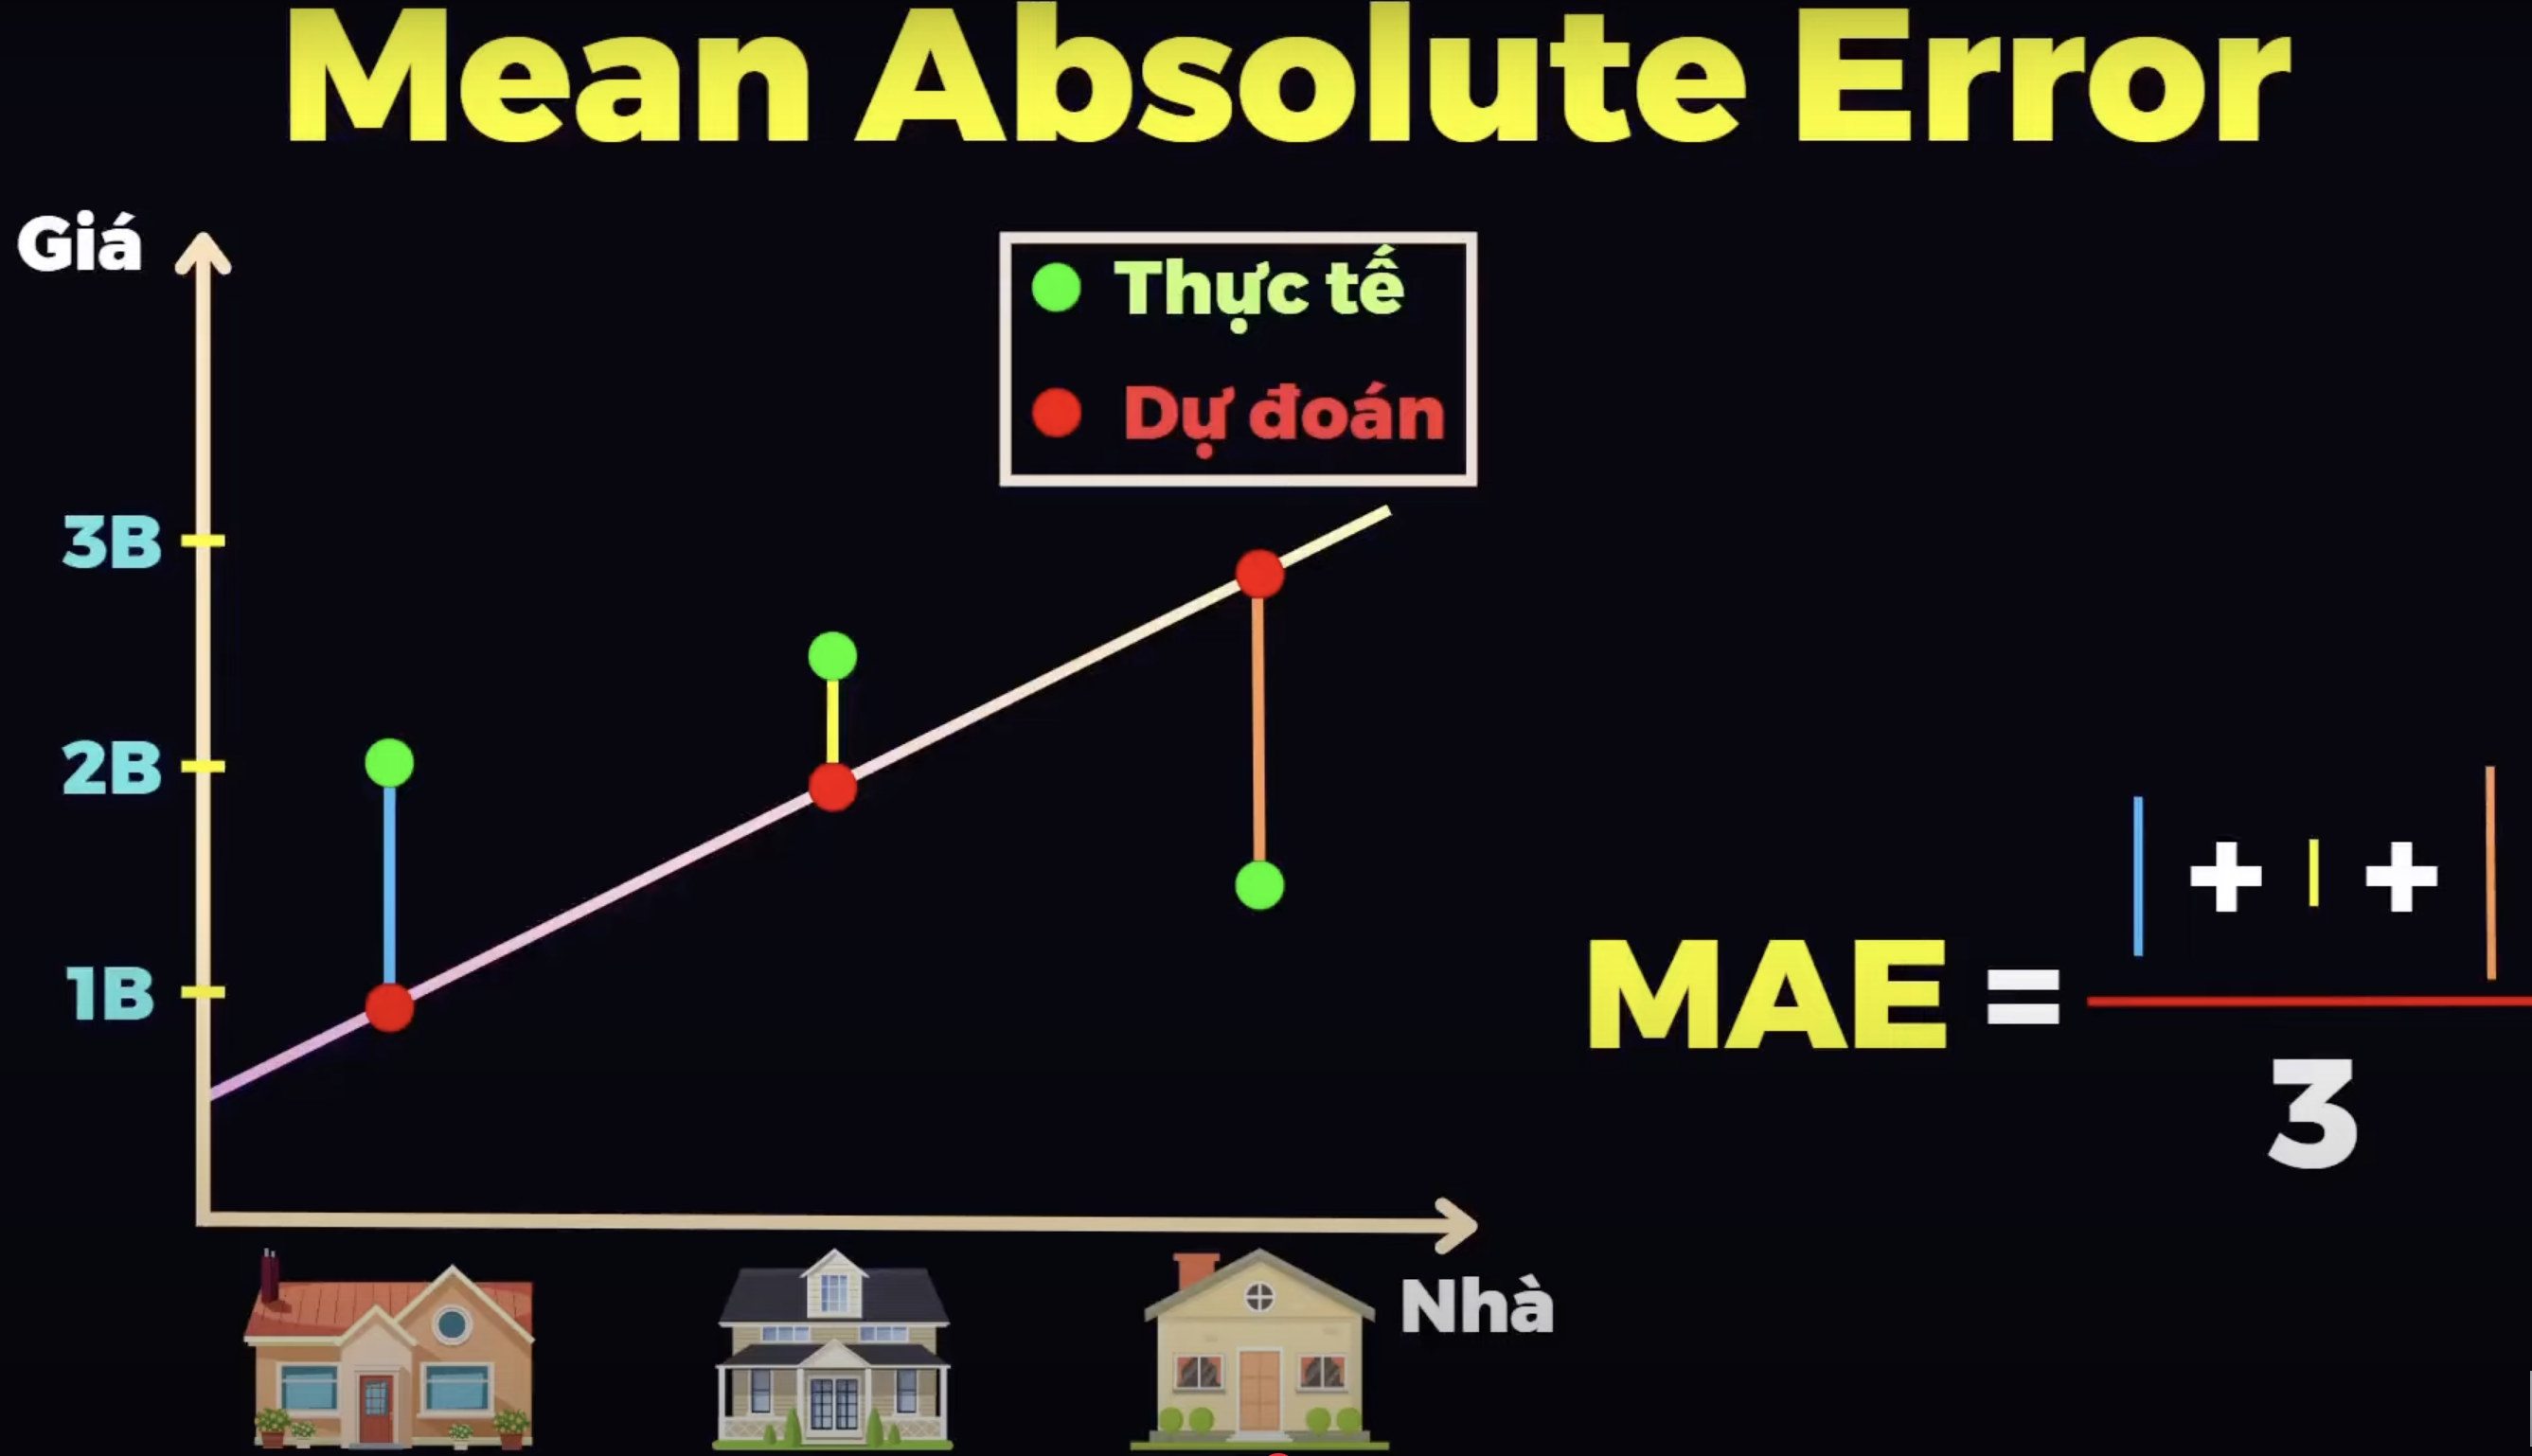 Mean Absolute Error
Giá
Thực tế
Dự đoán
3B
2B
1B
MAE = | + | + |
3
Nhà